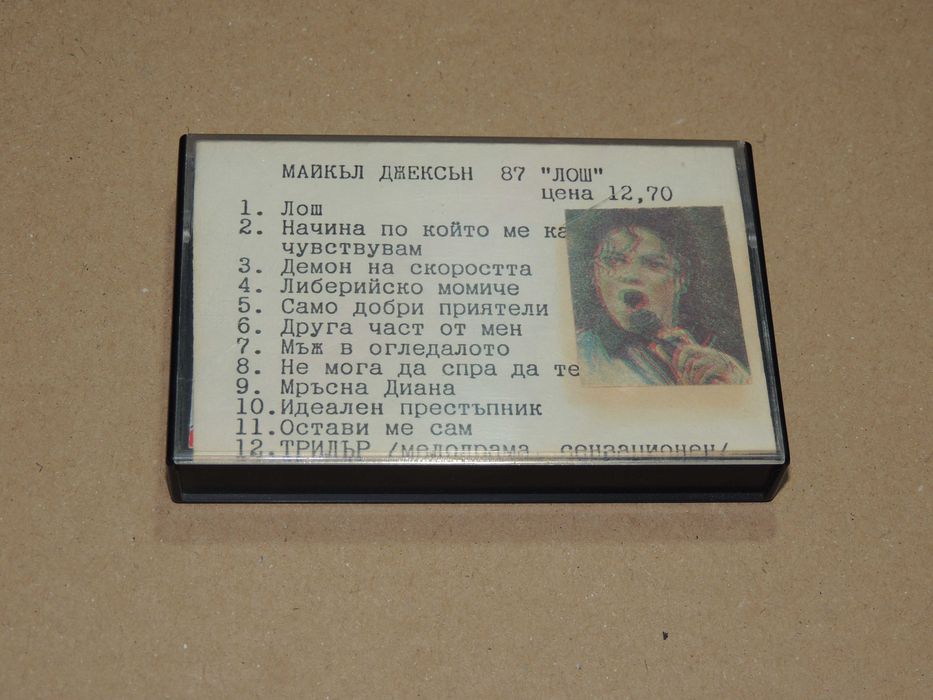 МАЙКЪЛ ДЖЕКСЪН 87 "ЛОШ"
цена 12,70
1. Лош
2. Начина по който ме
чувствувам
3. Демон на скоростта
4. Либерийско момиче
5. Само добри приятели
6. Друга част от мен
7. Мъж в огледалото
8. Не мога да спра да
9. Мръсна Диана
10.Идеален престъпник
11.Остави ме сам
12.ТРИЛЪР /мелодрама, сензационен/